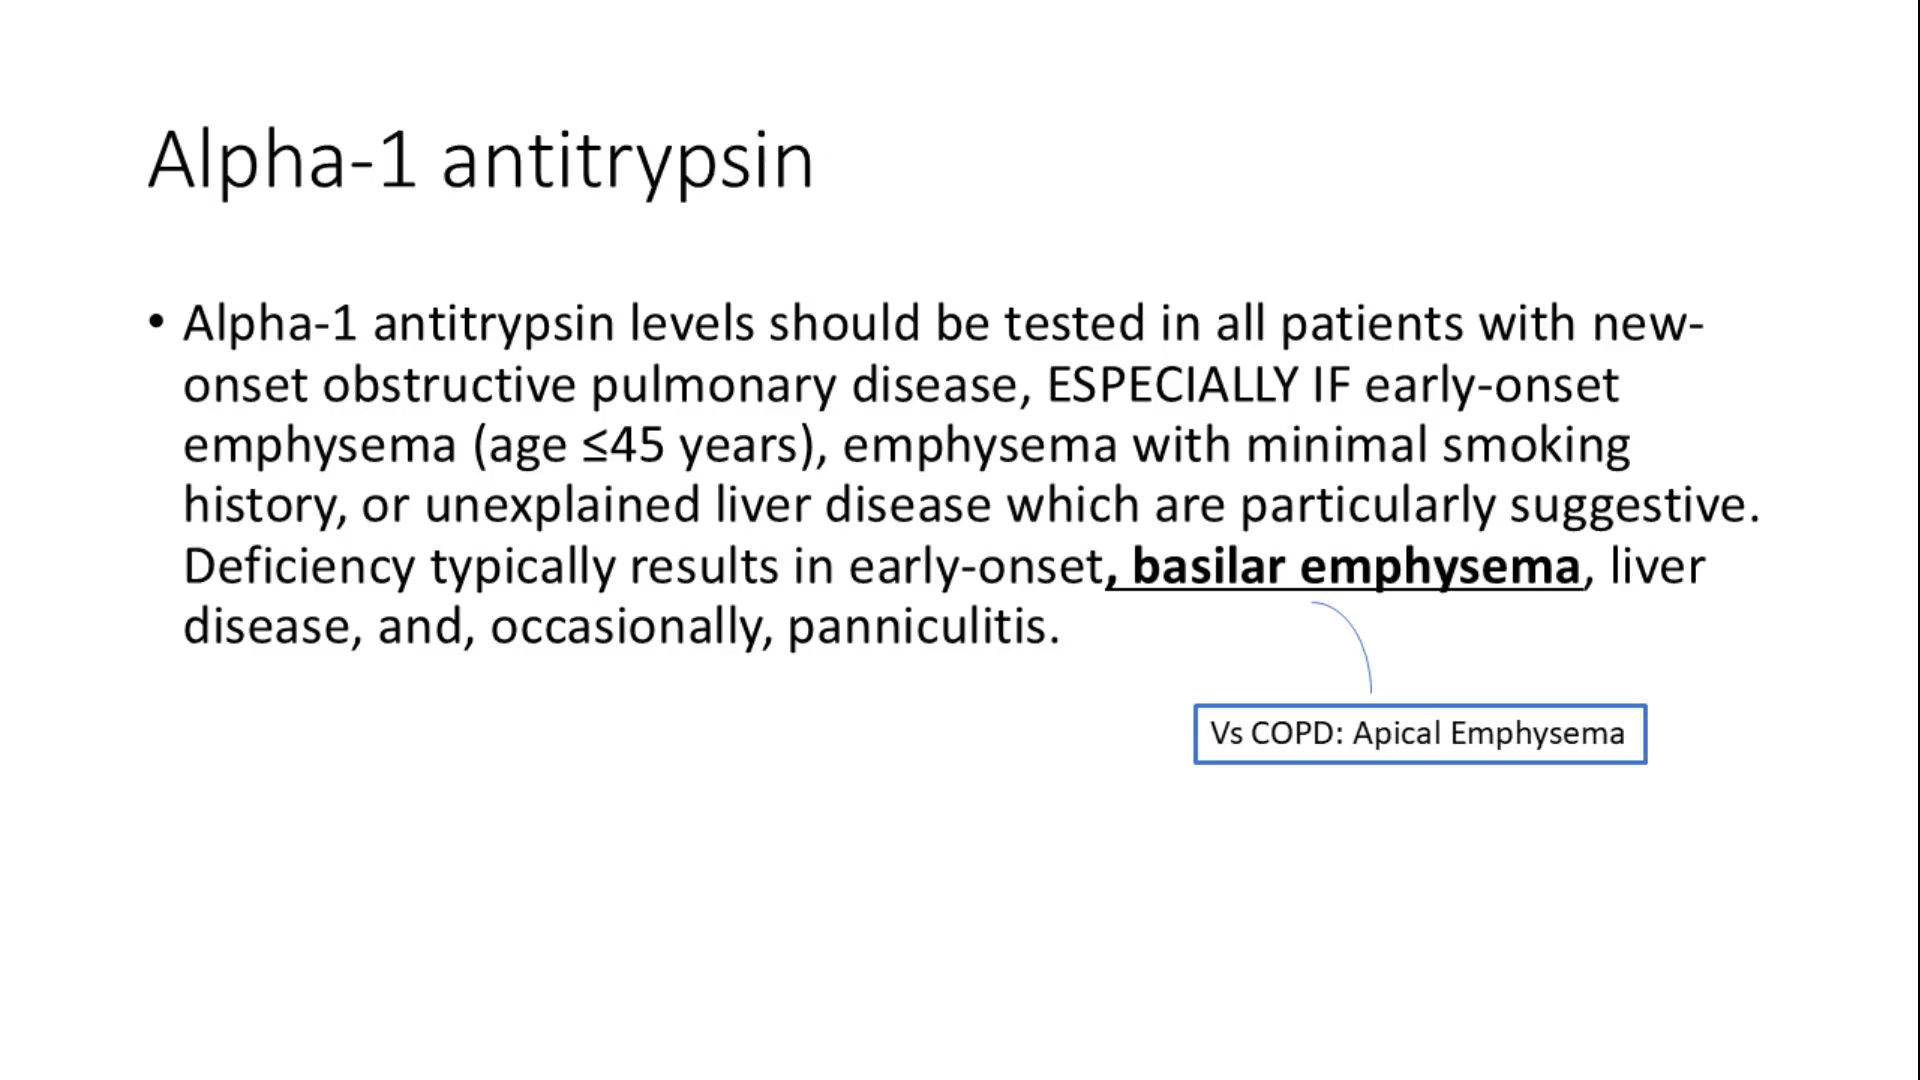 Alpha-1 antitrypsin
• Alpha-1 antitrypsin levels should be tested in all patients with new-
onset obstructive pulmonary disease, ESPECIALLY IF early-onset
emphysema (age ≤45 years), emphysema with minimal smoking
history, or unexplained liver disease which are particularly suggestive.
Deficiency typically results in early-onset, basilar emphysema, liver
disease, and, occasionally, panniculitis.
Vs COPD: Apical Emphysema